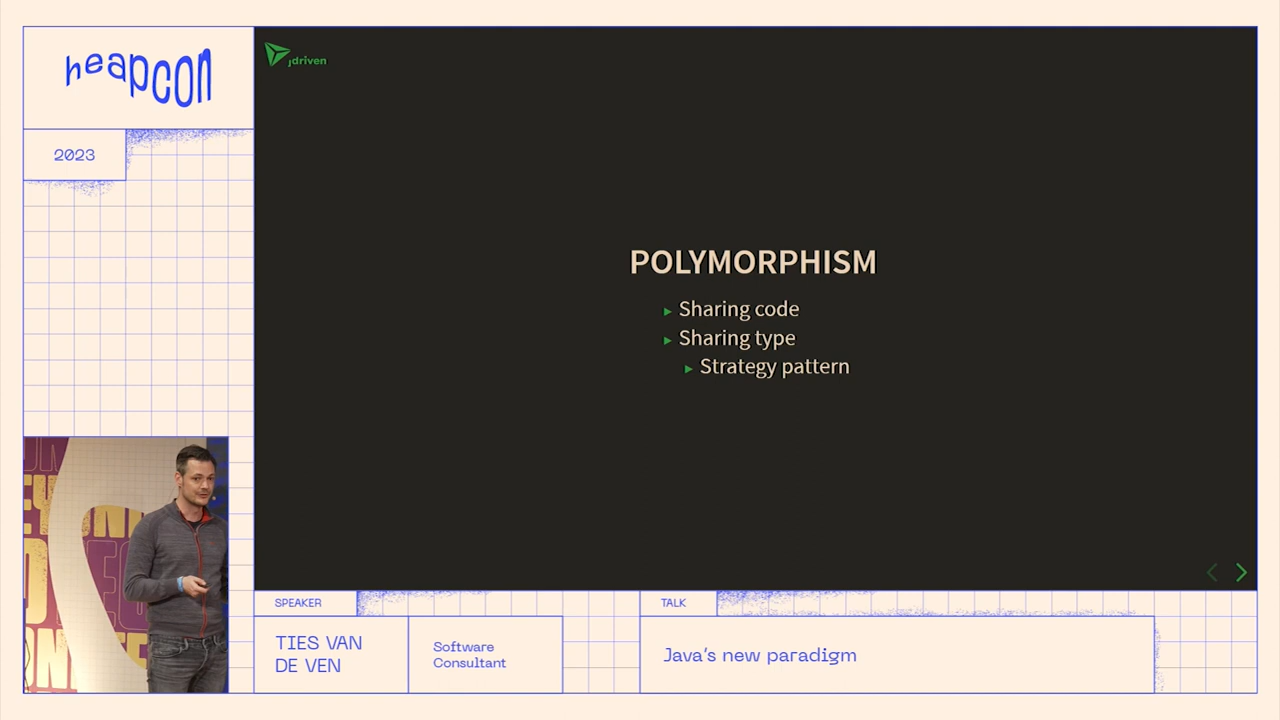 heapcon
2023
jdriven
POLYMORPHISM
Sharing code
Sharing type
Strategy pattern
SPEAKER
TIES VAN
DE VEN
Software
Consultant
TALK
Java's new paradigm